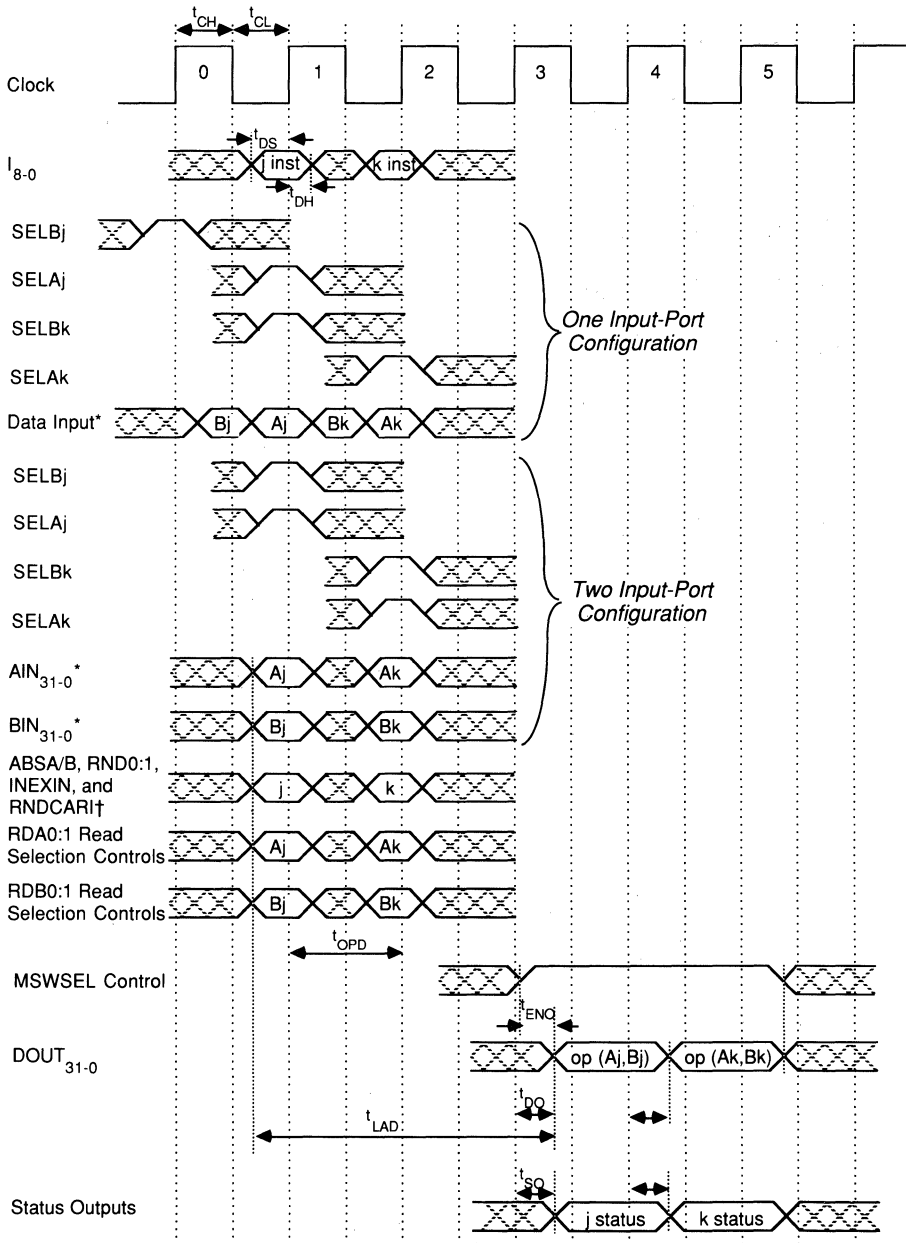 tCH tCL
Clock 0 1 2 3 4 5
tDS
I8-0 j inst k inst
tDH
SELBj
SELAj
SELBk
SELAk
One Input-Port
Configuration
Data Input* Bj Aj Bk Ak
SELBj
SELAj
SELBk
SELAk
Two Input-Port
Configuration
AIN31-0* Aj Ak
BIN31-0* Bj Bk
ABSA/B, RND0:1,
INEXIN, and
RNDCARI† j k
RDA0:1 Read
Selection Controls Aj Ak
RDB0:1 Read
Selection Controls Bj Bk
tOPD
MSWSEL Control
tENO
DOUT31-0 op (Aj,Bj) op (Ak,Bk)
tDO
tLAD
tSO
Status Outputs j status k status